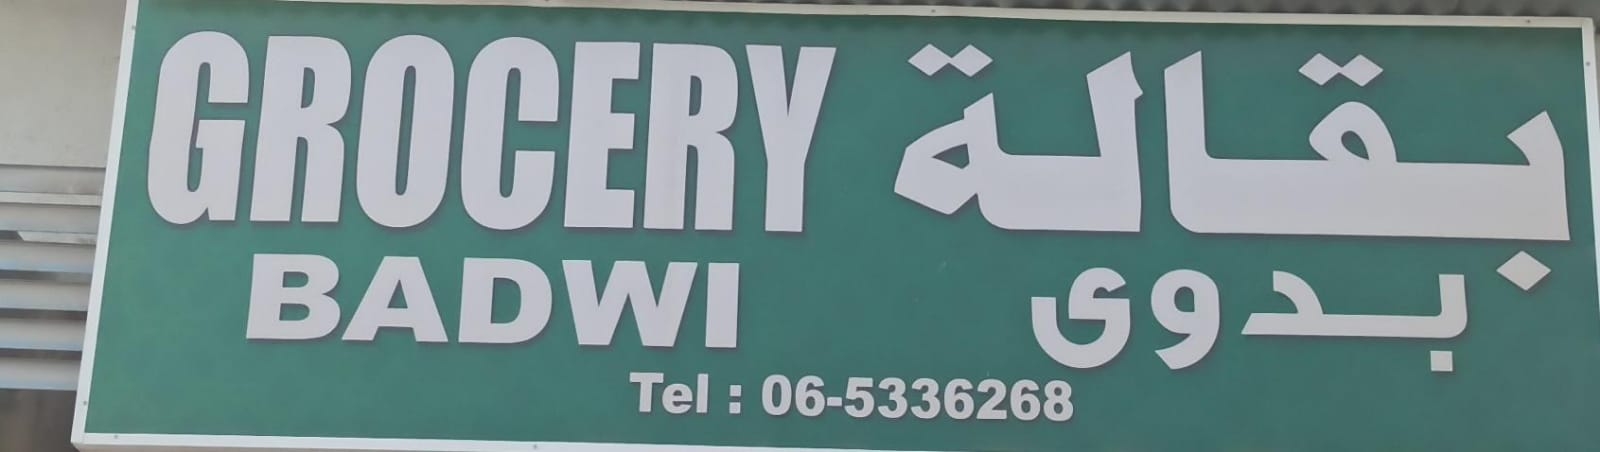 GROCERY بقالة
BADWI بدوى
Tel : 06-5336268